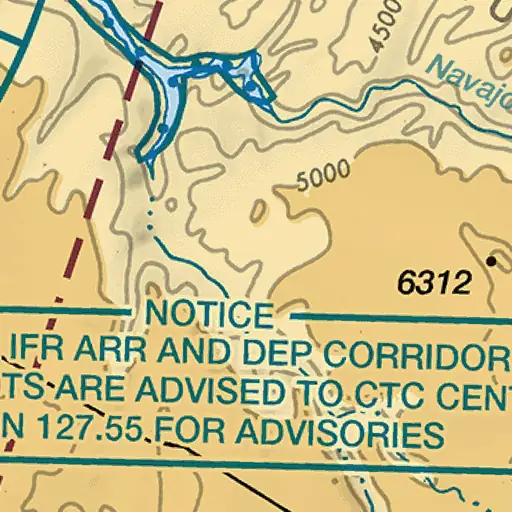 4500
Navajo
5000
6312
NOTICE
IFR ARR AND DEP CORRIDOR
TS ARE ADVISED TO CTC CENT
N 127.55 FOR ADVISORIES